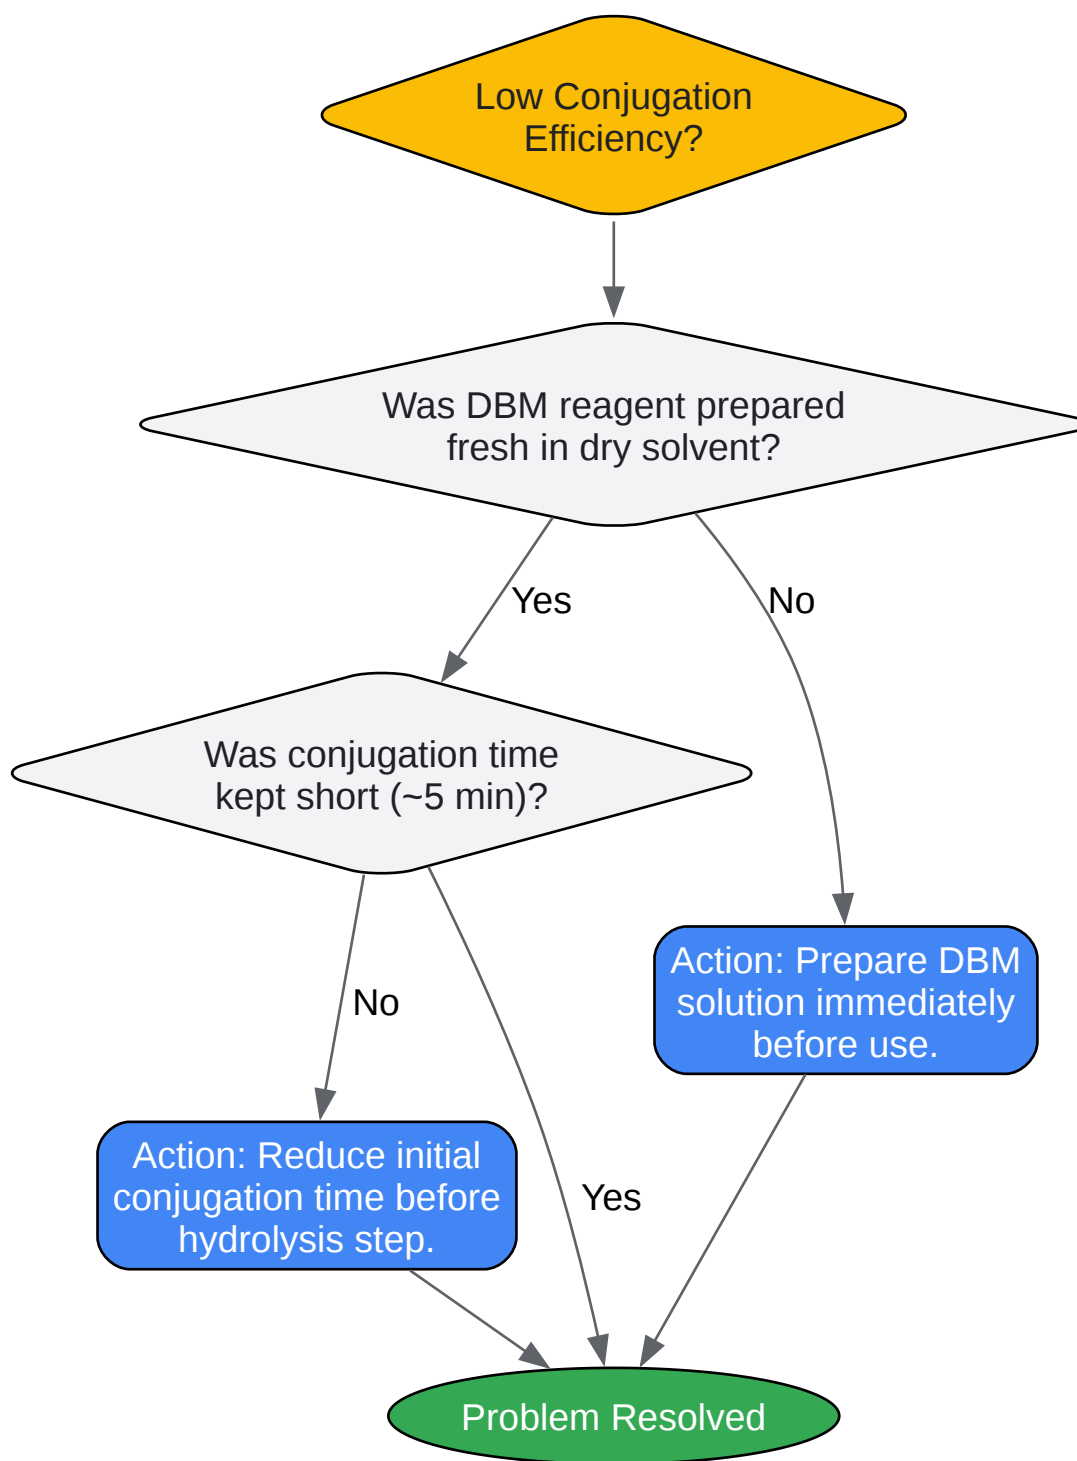 Low Conjugation
Efficiency?
Was DBM reagent prepared
fresh in dry solvent?
Yes
No
Was conjugation time
kept short (~5 min)?
Action: Prepare DBM
solution immediately
before use.
No
Action: Reduce initial
conjugation time before
hydrolysis step.
Yes
Problem Resolved